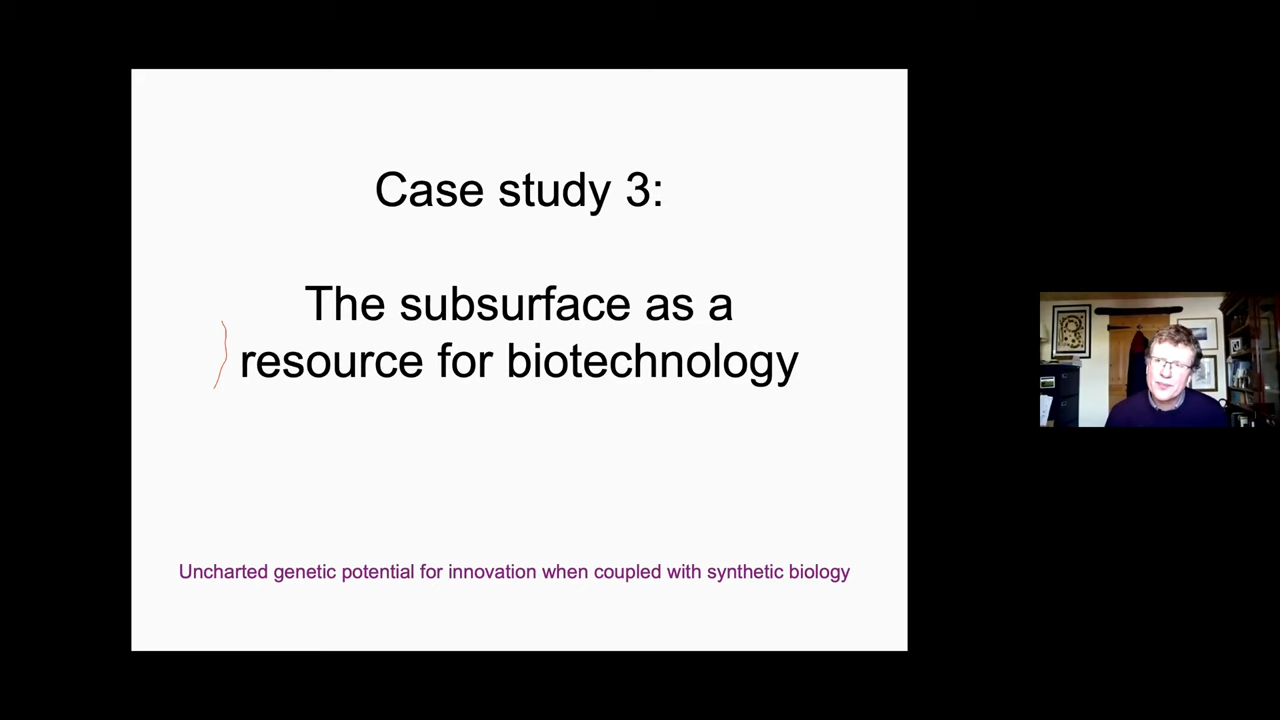 Case study 3:
The subsurface as a
resource for biotechnology
Uncharted genetic potential for innovation when coupled with synthetic biology